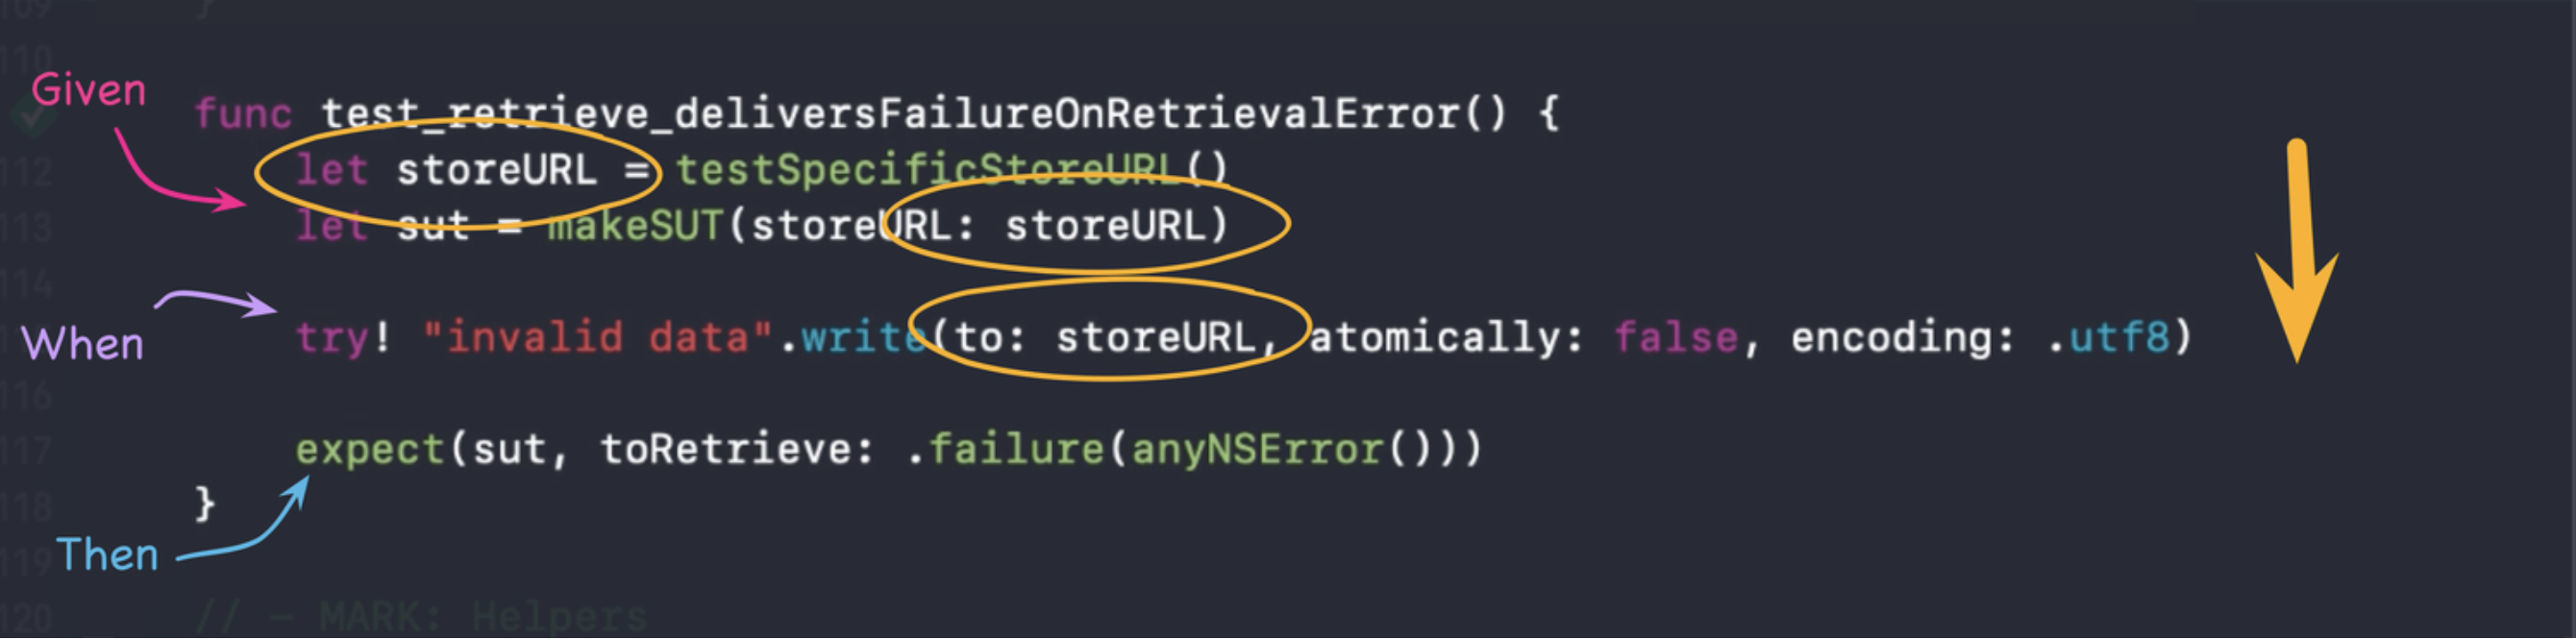 109 }
110
Given
func test_retrieve_deliversFailureOnRetrievalError() {
112 let storeURL = testSpecificStoreURL()
113 let sut = makeSUT(storeURL: storeURL)
114
When
try! "invalid data".write(to: storeURL, atomically: false, encoding: .utf8)
116
117 expect(sut, toRetrieve: .failure(anyNSError()))
118 }
Then
119
120 // - MARK: Helpers